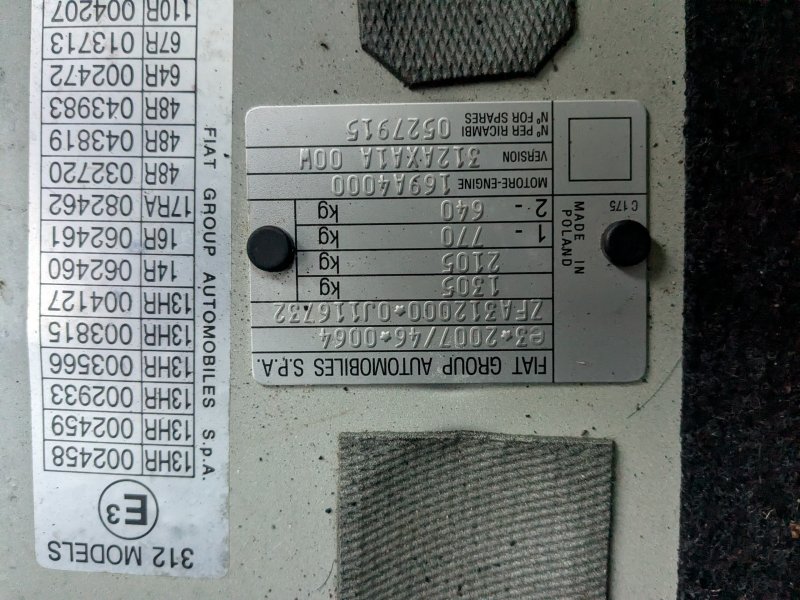 FIAT GROUP AUTOMOBILES S.P.A.
e3*2007/46*0064
ZFA312000*0J116732
1305 kg
2105 kg
1 - 770 kg
2 - 640 kg
MOTORE-ENGINE 169A4000
VERSION 312AXA1A 00W
N° PER RICAMBI
N° FOR SPARES 0527915
MADE IN
POLAND
C 175
312 MODELS
E3
FIAT GROUP AUTOMOBILES S.p.A.
13HR 002458
13HR 002459
13HR 002933
13HR 003566
13HR 003815
13HR 004127
14R 062460
16R 062461
17RA 082462
48R 032720
48R 043819
48R 043983
64R 002472
67R 013713
110R 004207